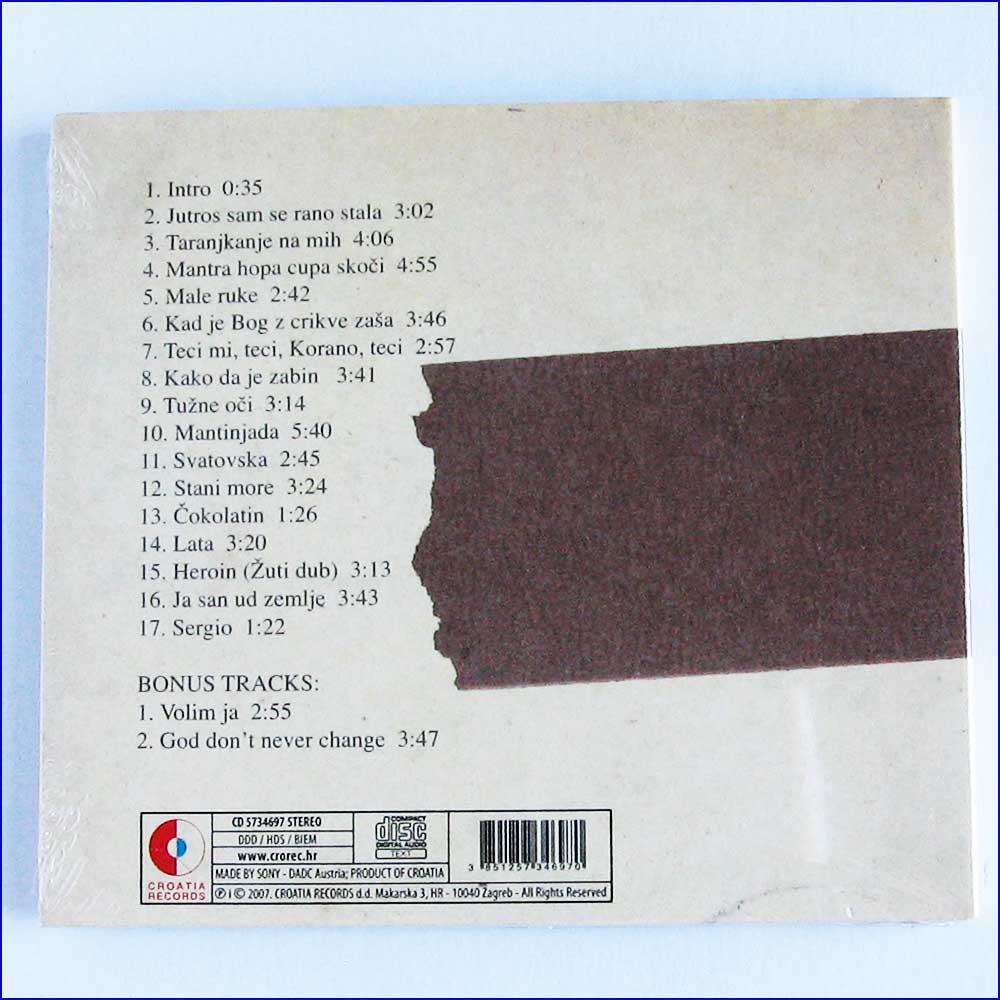 1. Intro 0:35
2. Jutros sam se rano stala 3:02
3. Taranjkanje na mih 4:06
4. Mantra hopa cupa skoči 4:55
5. Male ruke 2:42
6. Kad je Bog z crikve zaša 3:46
7. Teci mi, teci, Korano, teci 2:57
8. Kako da je zabin 3:41
9. Tužne oči 3:14
10. Mantinjada 5:40
11. Svatovska 2:45
12. Stani more 3:24
13. Čokolatin 1:26
14. Lata 3:20
15. Heroin (Žuti dub) 3:13
16. Ja san ud zemlje 3:43
17. Sergio 1:22
BONUS TRACKS:
1. Volim ja 2:55
2. God don't never change 3:47
CROATIA
RECORDS
CD 5734697 STEREO
DDD / HDS / BIEM
www.crorec.hr
COMPACT
disc
DIGITAL AUDIO
TEXT
MADE BY SONY - DADC Austria; PRODUCT OF CROATIA
℗ i © 2007. CROATIA RECORDS d.d. Makarska 3, HR - 10040 Zagreb - All Rights Reserved
3 851257 346970